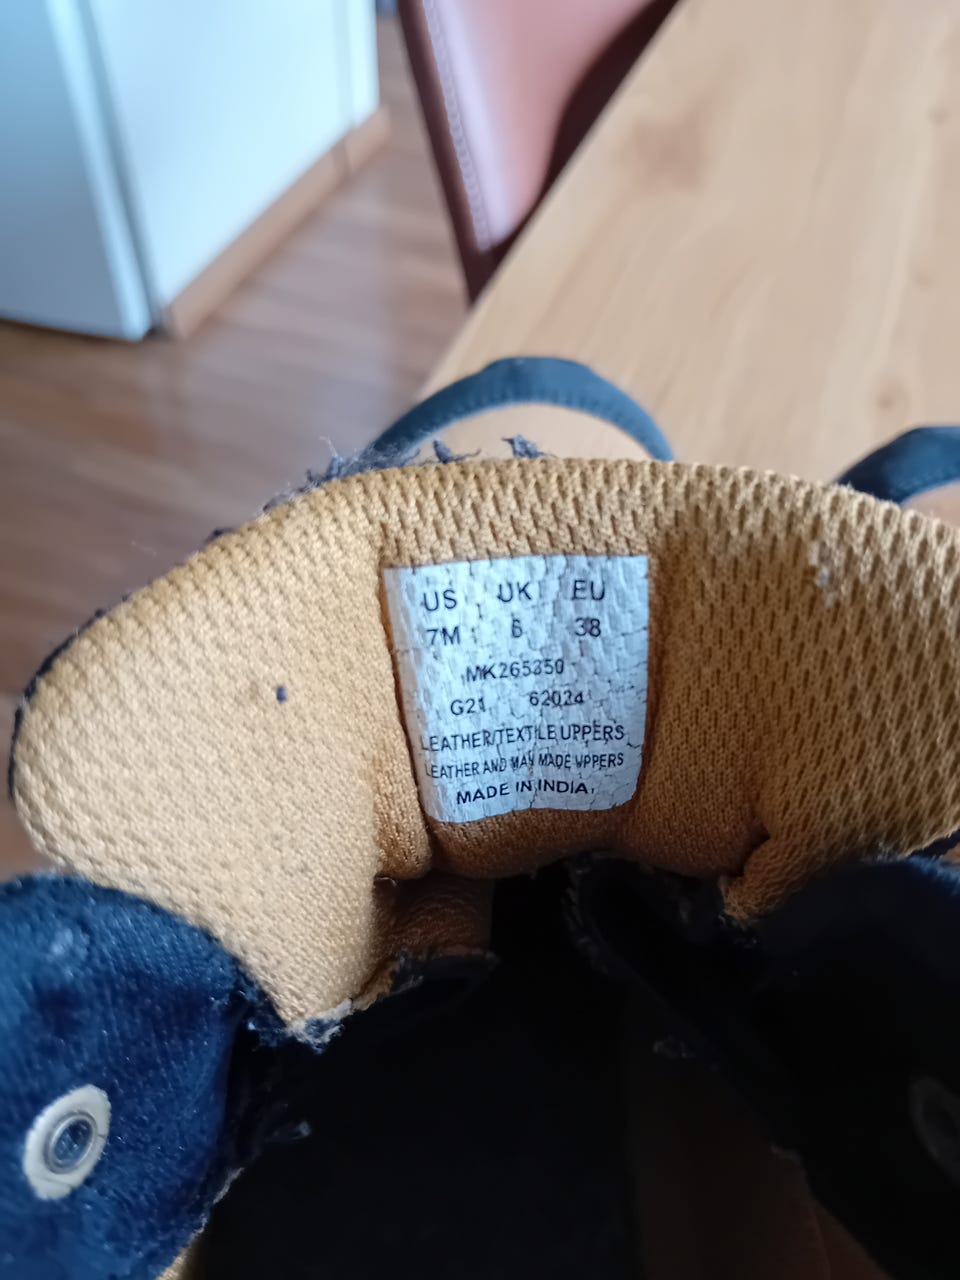 US UK EU
7M 6 38
MK265350
G21 62024
LEATHER/TEXTILE UPPERS
LEATHER AND MAN MADE UPPERS
MADE IN INDIA